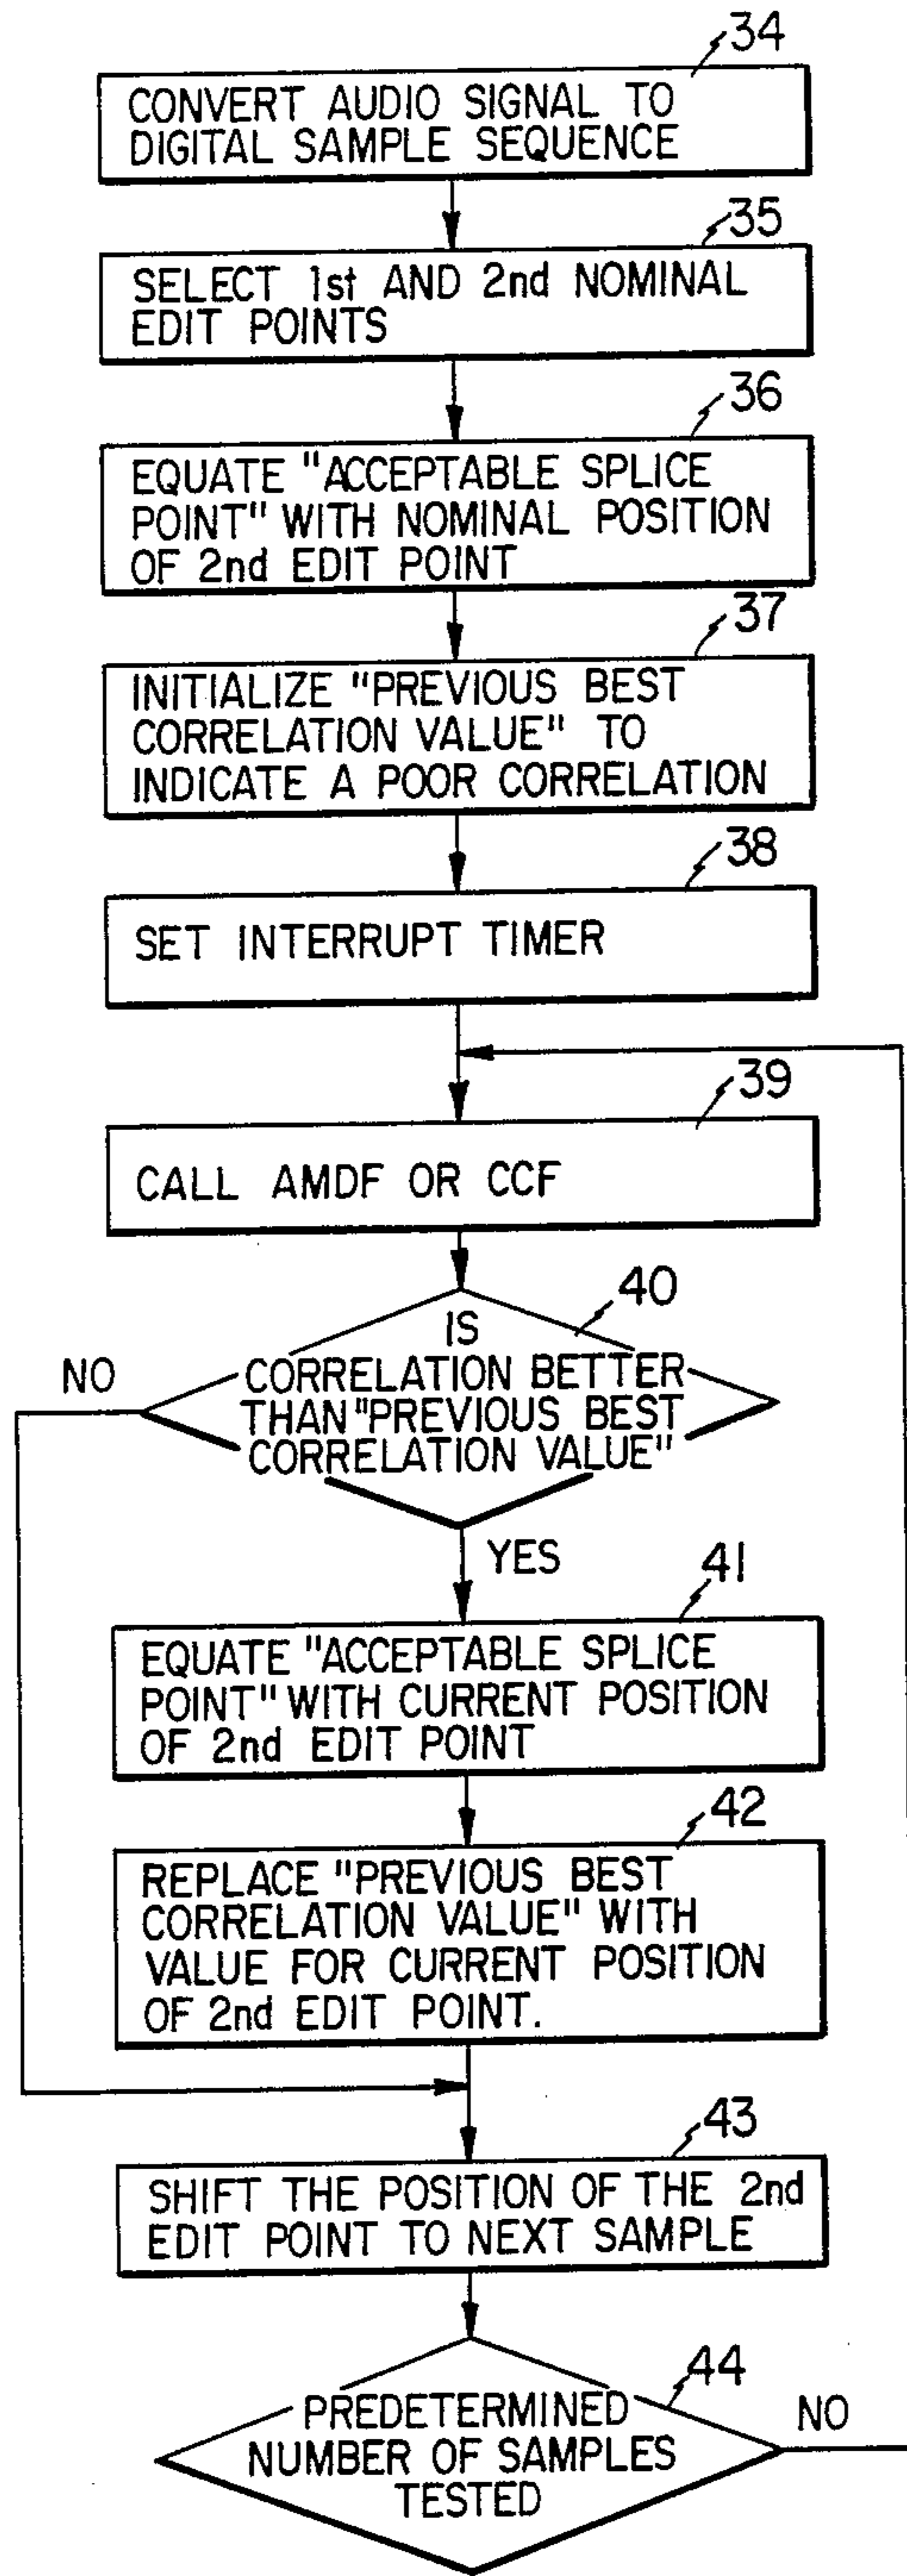 34
CONVERT AUDIO SIGNAL TO
DIGITAL SAMPLE SEQUENCE
35
SELECT 1st AND 2nd NOMINAL
EDIT POINTS
36
EQUATE "ACCEPTABLE SPLICE
POINT" WITH NOMINAL POSITION
OF 2nd EDIT POINT
37
INITIALIZE "PREVIOUS BEST
CORRELATION VALUE" TO
INDICATE A POOR CORRELATION
38
SET INTERRUPT TIMER
39
CALL AMDF OR CCF
40
IS
CORRELATION BETTER
THAN "PREVIOUS BEST
CORRELATION VALUE"
NO
YES
41
EQUATE "ACCEPTABLE SPLICE
POINT" WITH CURRENT POSITION
OF 2nd EDIT POINT
42
REPLACE "PREVIOUS BEST
CORRELATION VALUE" WITH
VALUE FOR CURRENT POSITION
OF 2nd EDIT POINT.
43
SHIFT THE POSITION OF THE 2nd
EDIT POINT TO NEXT SAMPLE
44
PREDETERMINED
NUMBER OF SAMPLES
TESTED
NO